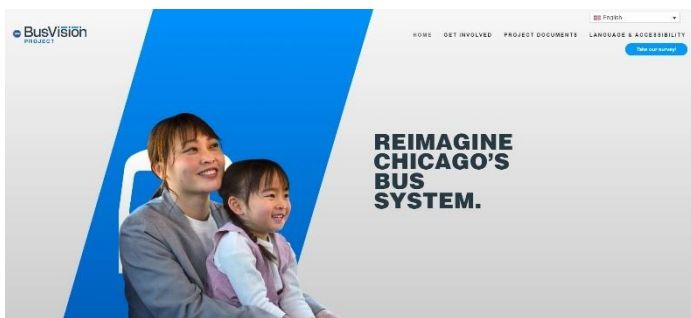 English
BusVision
PROJECT
HOME GET INVOLVED PROJECT DOCUMENTS LANGUAGE & ACCESSIBILITY
Take our survey!
REIMAGINE
CHICAGO'S
BUS
SYSTEM.